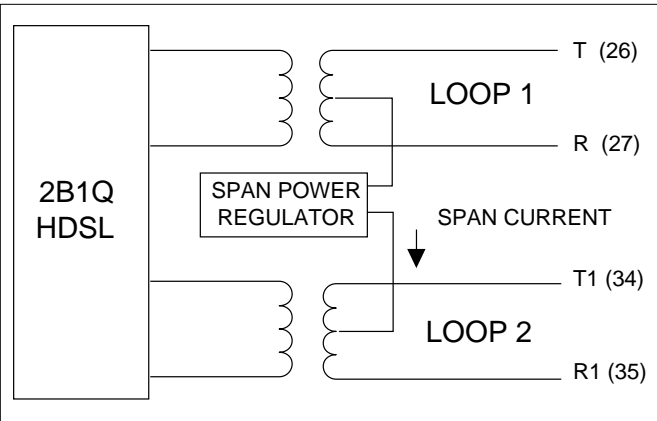 T (26)
LOOP 1
R (27)
2B1Q
HDSL
SPAN POWER
REGULATOR
SPAN CURRENT
T1 (34)
LOOP 2
R1 (35)